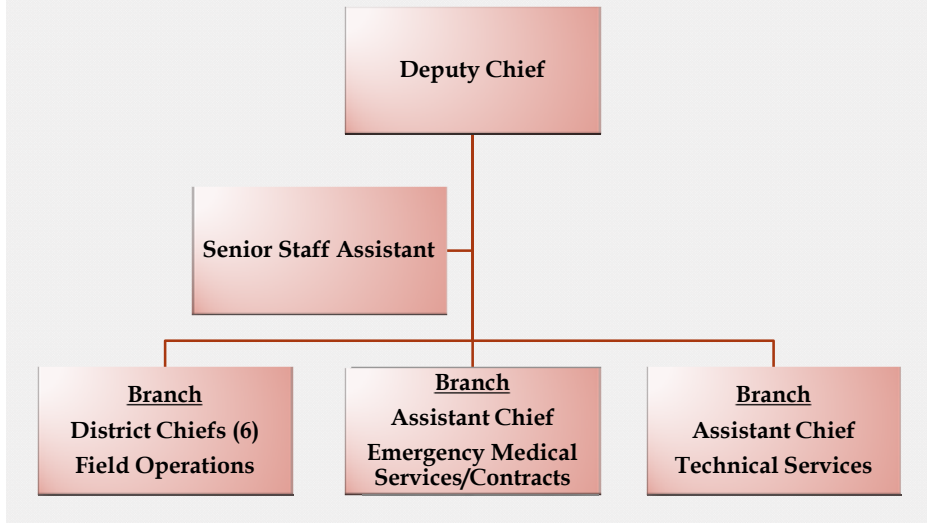 Deputy Chief
Senior Staff Assistant
Branch
District Chiefs (6)
Field Operations
Branch
Assistant Chief
Emergency Medical
Services/Contracts
Branch
Assistant Chief
Technical Services